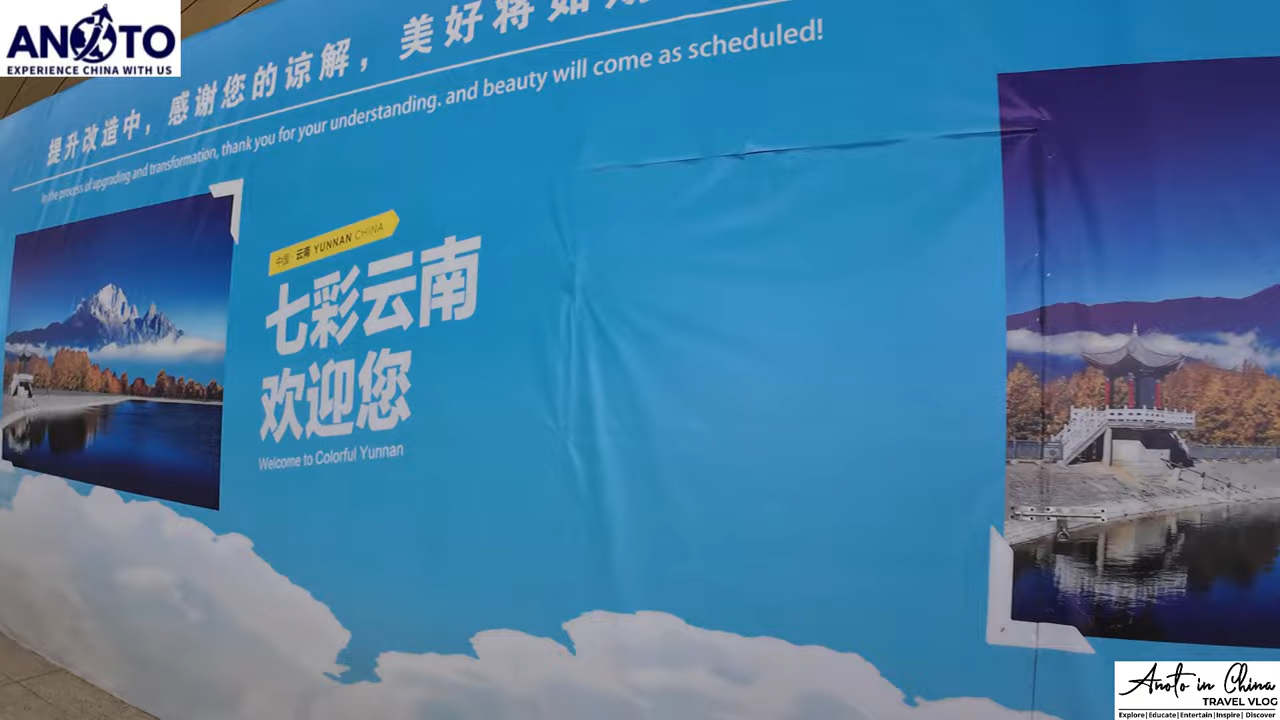 ANOTO
EXPERIENCE CHINA WITH US
提升改造中，感谢您的谅解，美好将如期
In the process of upgrading and transformation, thank you for your understanding. and beauty will come as scheduled!
中国·云南 YUNNAN CHINA
七彩云南
欢迎您
Welcome to Colorful Yunnan
Anoto in China
TRAVEL VLOG
Explore|Educate|Entertain|Inspire| Discover